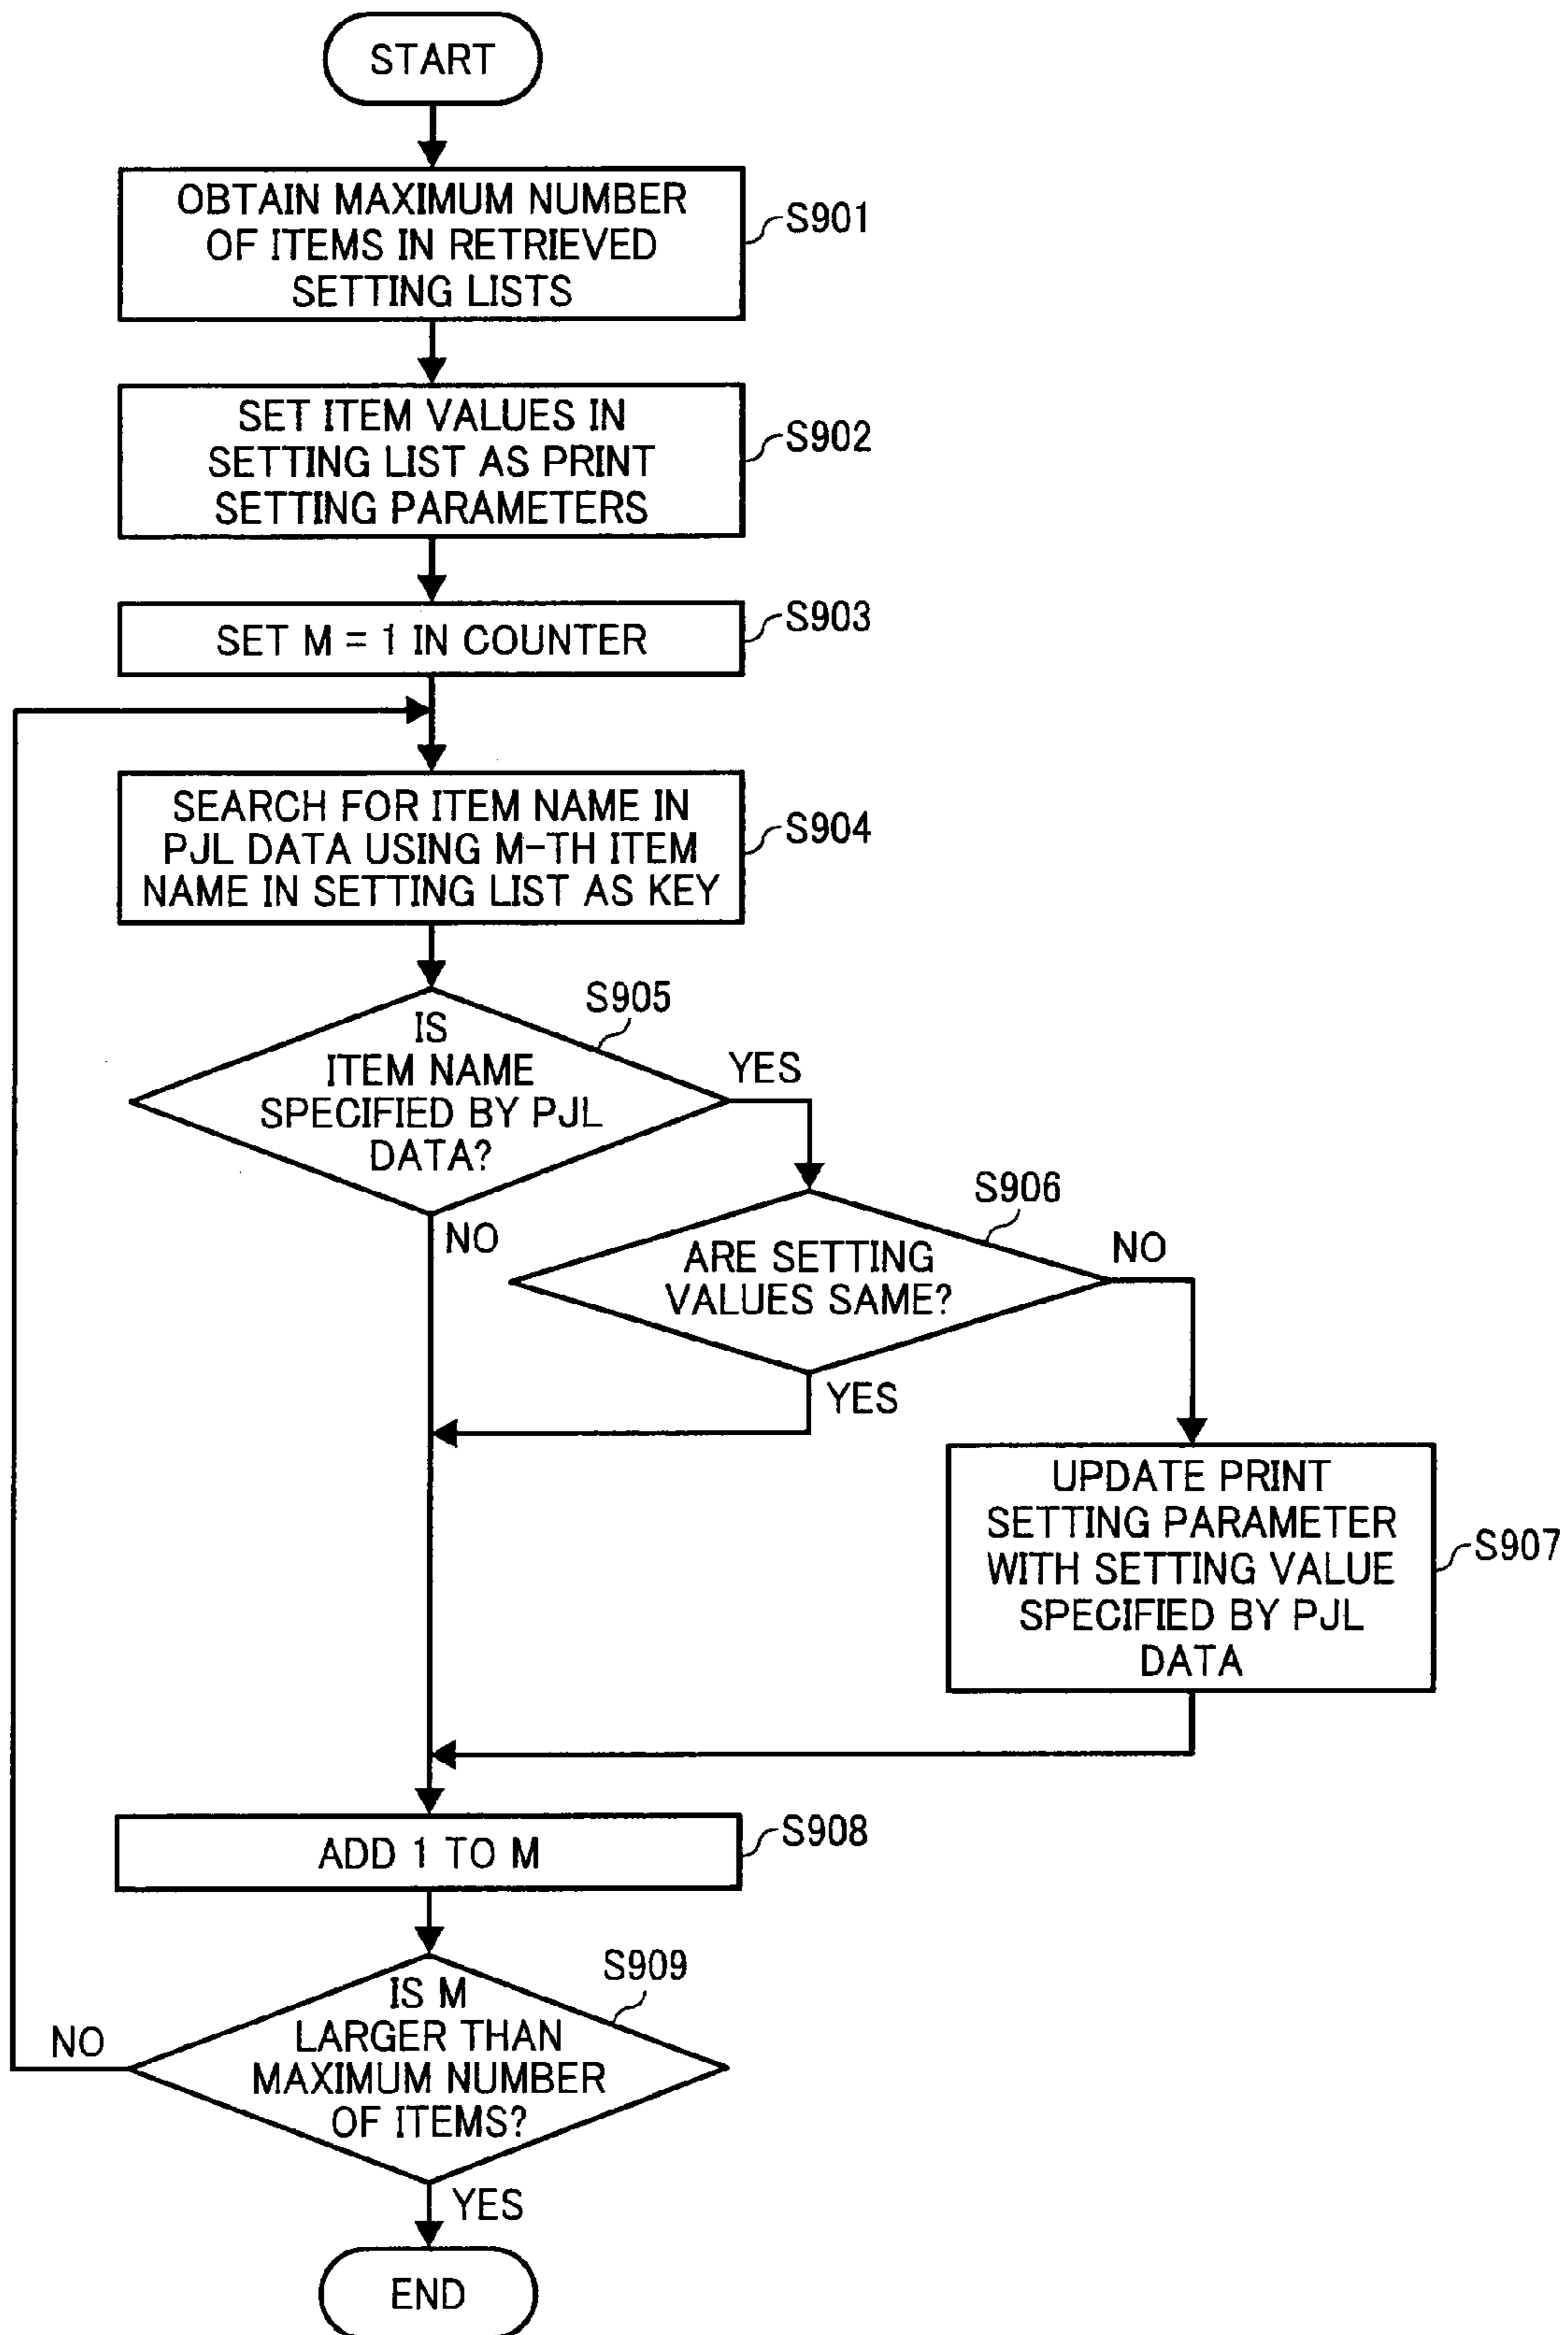 START
OBTAIN MAXIMUM NUMBER
OF ITEMS IN RETRIEVED
SETTING LISTS
S901
SET ITEM VALUES IN
SETTING LIST AS PRINT
SETTING PARAMETERS
S902
SET M = 1 IN COUNTER
S903
SEARCH FOR ITEM NAME IN
PJL DATA USING M-TH ITEM
NAME IN SETTING LIST AS KEY
S904
S905
IS
ITEM NAME
SPECIFIED BY PJL
DATA?
YES
NO
S906
ARE SETTING
VALUES SAME?
NO
YES
UPDATE PRINT
SETTING PARAMETER
WITH SETTING VALUE
SPECIFIED BY PJL
DATA
S907
ADD 1 TO M
S908
S909
IS M
LARGER THAN
MAXIMUM NUMBER
OF ITEMS?
NO
YES
END